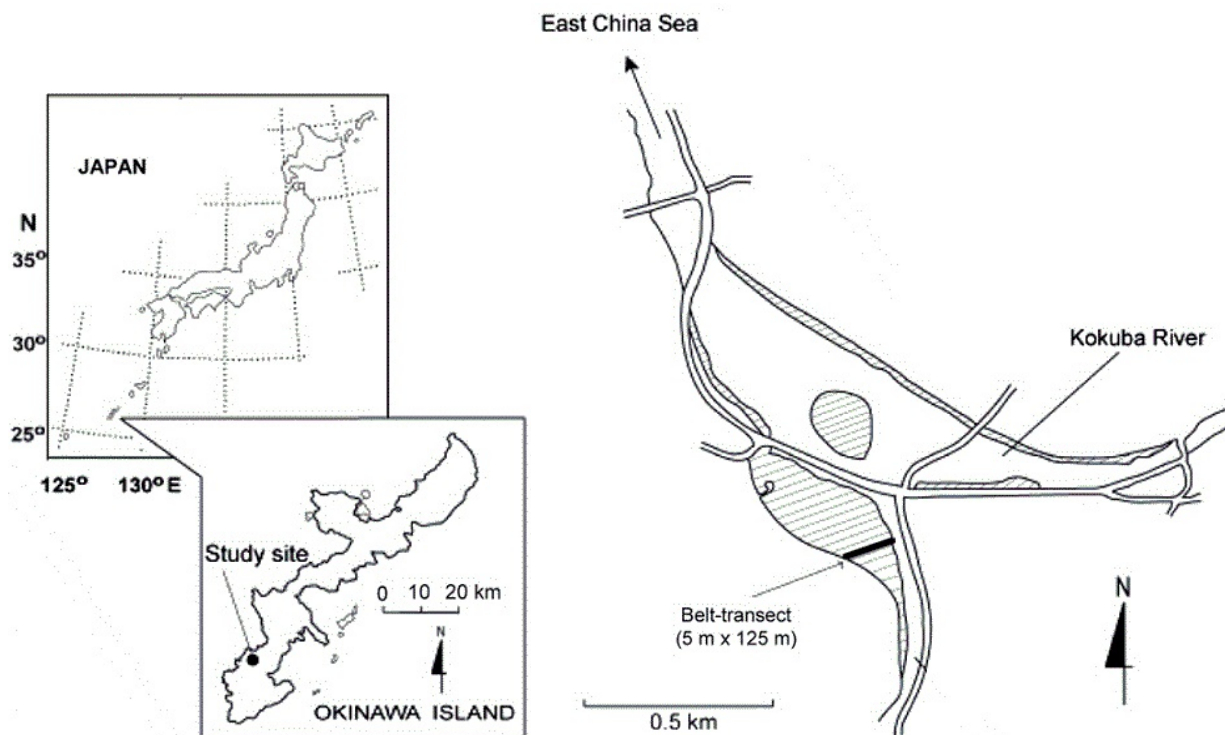 East China Sea
JAPAN
N
35°
30°
25°
125° 130° E
Study site
0 10 20 km
N
OKINAWA ISLAND
Kokuba River
Belt-transect
(5 m x 125 m)
N
0.5 km